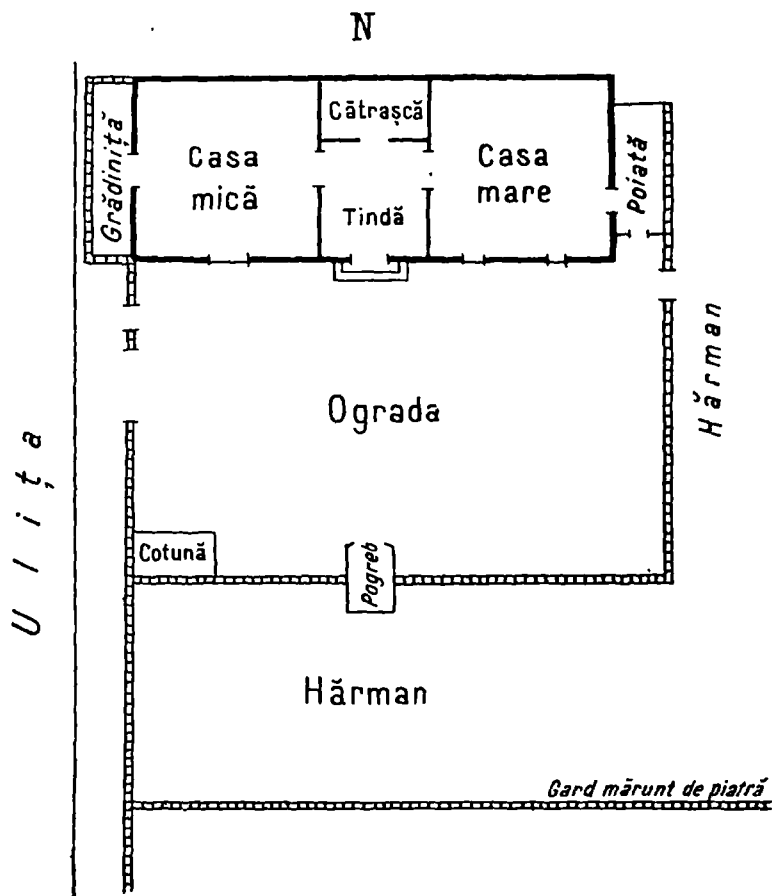 N
Cătrașcă
Grădiniță
Casa
mică
Casa
mare
Poiată
Tindă
Hărman
Ograda
Ulița
Cotună
Pogreb
Hărman
Gard mărunt de piatră